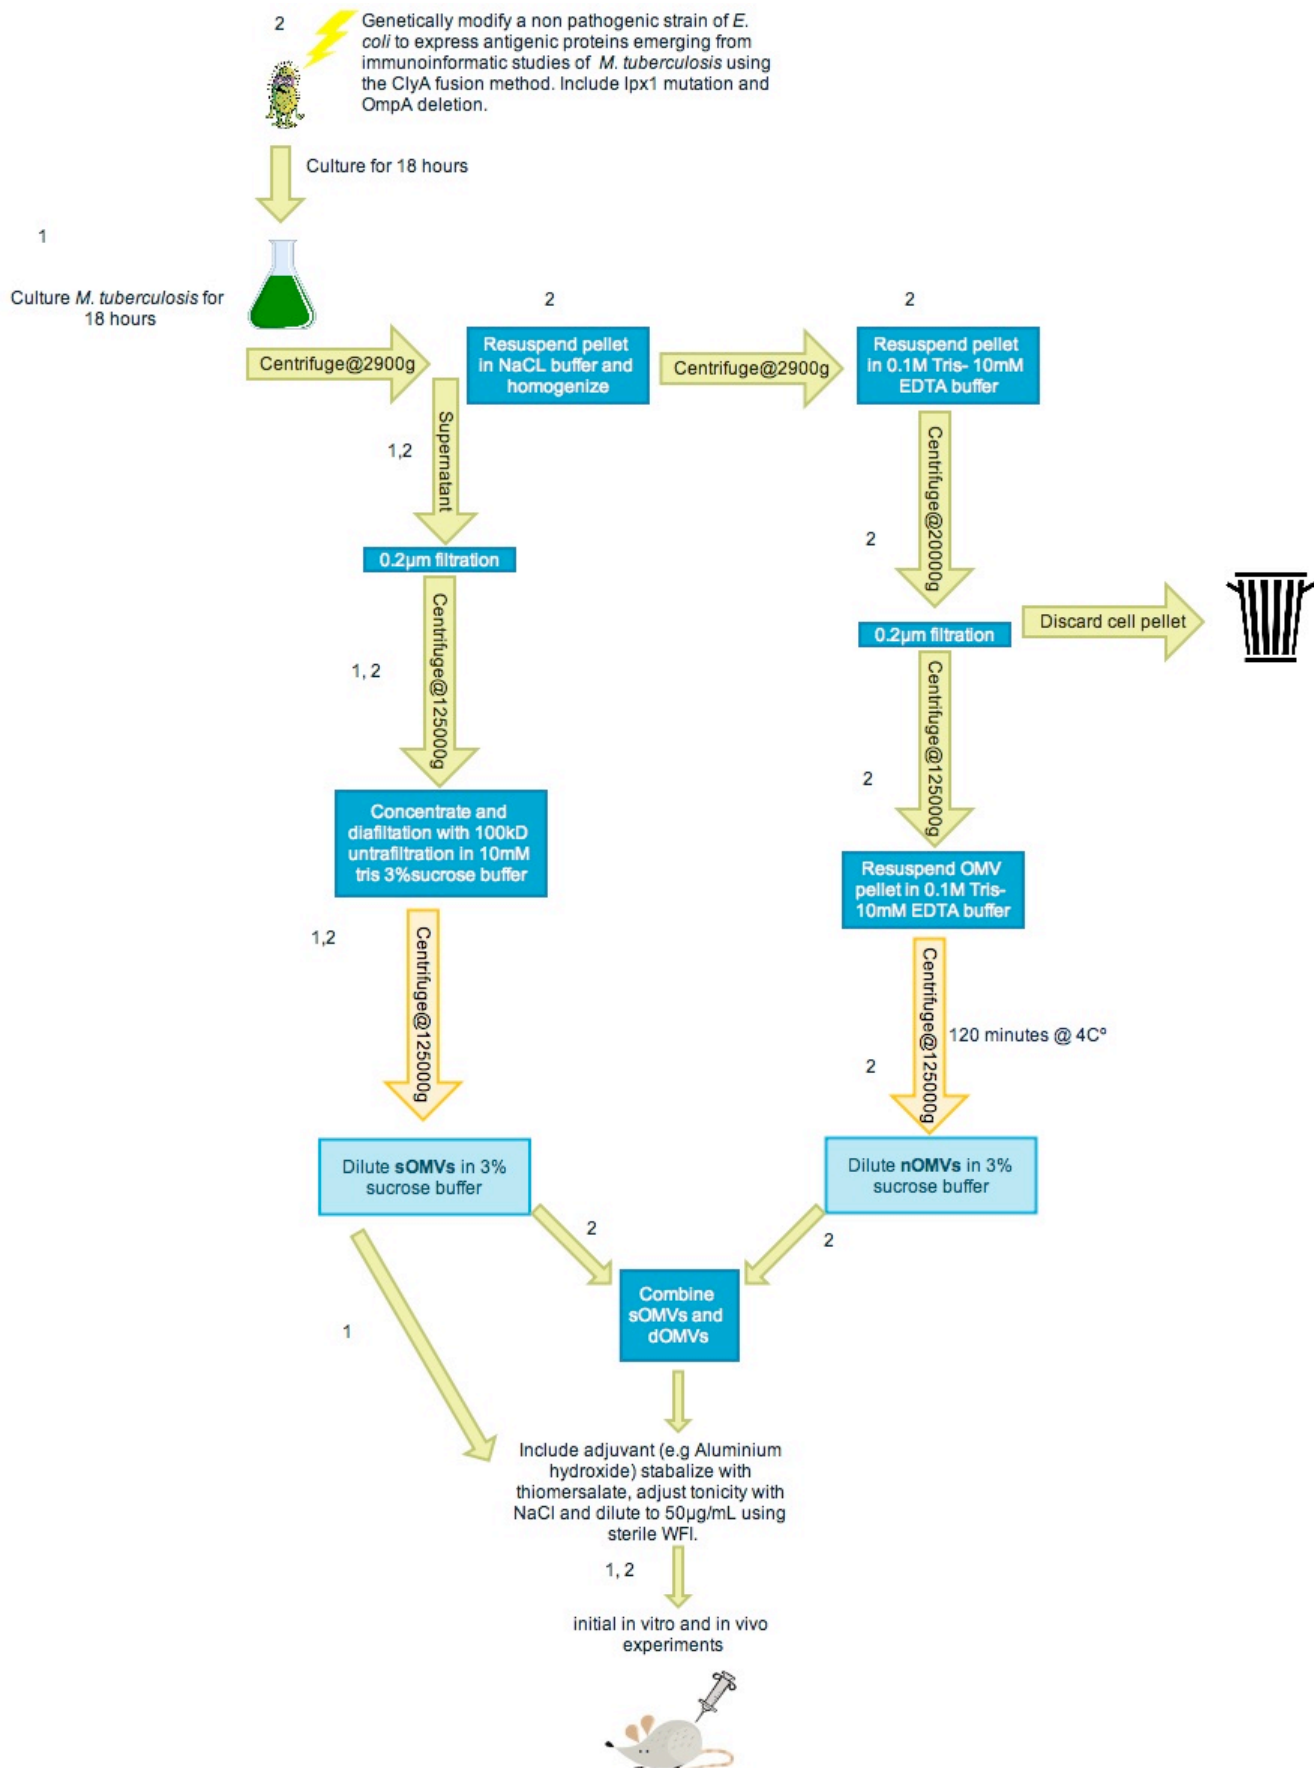 2
Genetically modify a non pathogenic strain of E.
coli to express antigenic proteins emerging from
immunoinformatic studies of M. tuberculosis using
the ClyA fusion method. Include lpx1 mutation and
OmpA deletion.
Culture for 18 hours
1
Culture M. tuberculosis for
18 hours
Centrifuge@2900g
2
Resuspend pellet
in NaCL buffer and
homogenize
Centrifuge@2900g
2
Resuspend pellet
in 0.1M Tris- 10mM
EDTA buffer
1,2
Supernatant
0.2µm filtration
1, 2
Centrifuge@125000g
Concentrate and
diafiltation with 100kD
untrafiltration in 10mM
tris 3%sucrose buffer
1,2
Centrifuge@125000g
Dilute sOMVs in 3%
sucrose buffer
2
Centrifuge@20000g
0.2µm filtration
Discard cell pellet
2
Centrifuge@125000g
Resuspend OMV
pellet in 0.1M Tris-
10mM EDTA buffer
2
Centrifuge@125000g
120 minutes @ 4Cº
Dilute nOMVs in 3%
sucrose buffer
2
2
Combine
sOMVs and
dOMVs
1
Include adjuvant (e.g Aluminium
hydroxide) stabalize with
thiomersalate, adjust tonicity with
NaCl and dilute to 50µg/mL using
sterile WFI.
1, 2
initial in vitro and in vivo
experiments